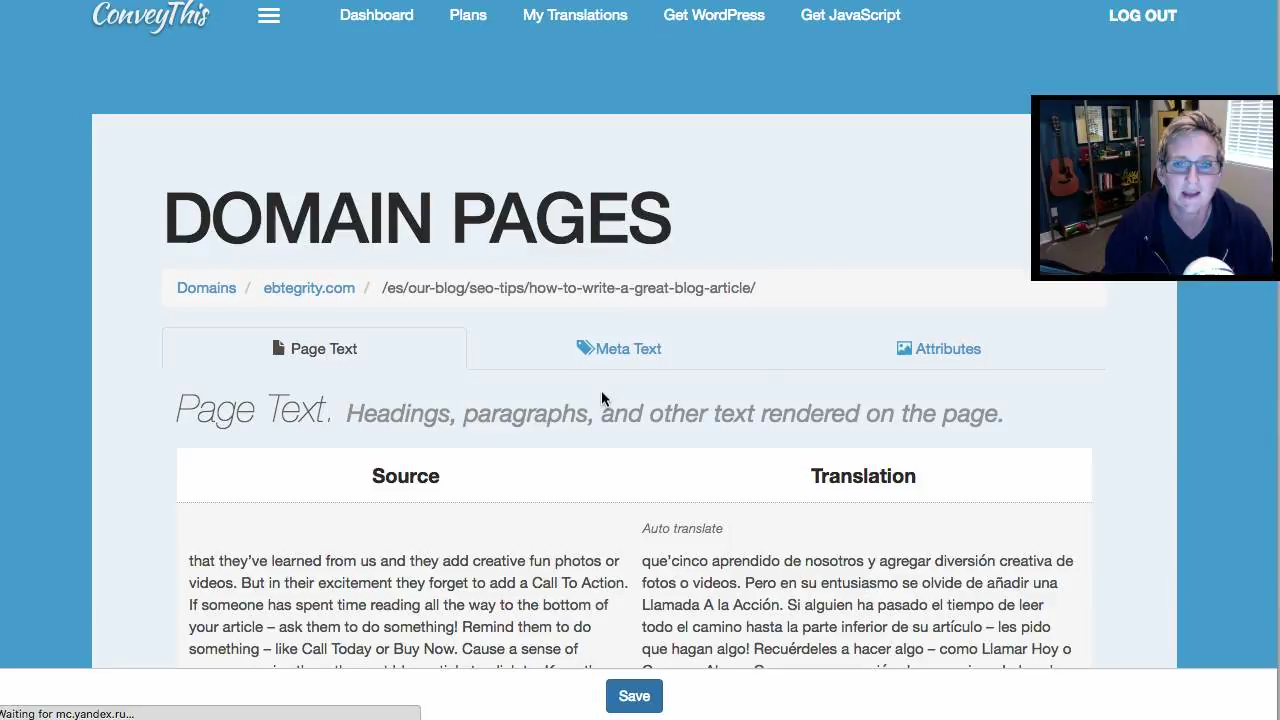 ConveyThis
Dashboard Plans My Translations Get WordPress Get JavaScript LOG OUT
DOMAIN PAGES
Domains / ebtegrity.com / /es/our-blog/seo-tips/how-to-write-a-great-blog-article/
Page Text Meta Text Attributes
Page Text. Headings, paragraphs, and other text rendered on the page.
Source Translation
Auto translate
that they've learned from us and they add creative fun photos or
videos. But in their excitement they forget to add a Call To Action.
If someone has spent time reading all the way to the bottom of
your article – ask them to do something! Remind them to do
something – like Call Today or Buy Now. Cause a sense of
que'cinco aprendido de nosotros y agregar diversión creativa de
fotos o videos. Pero en su entusiasmo se olvide de añadir una
Llamada A la Acción. Si alguien ha pasado el tiempo de leer
todo el camino hasta la parte inferior de su artículo – les pido
que hagan algo! Recuérdeles a hacer algo – como Llamar Hoy o
Save
Waiting for mc.yandex.ru...